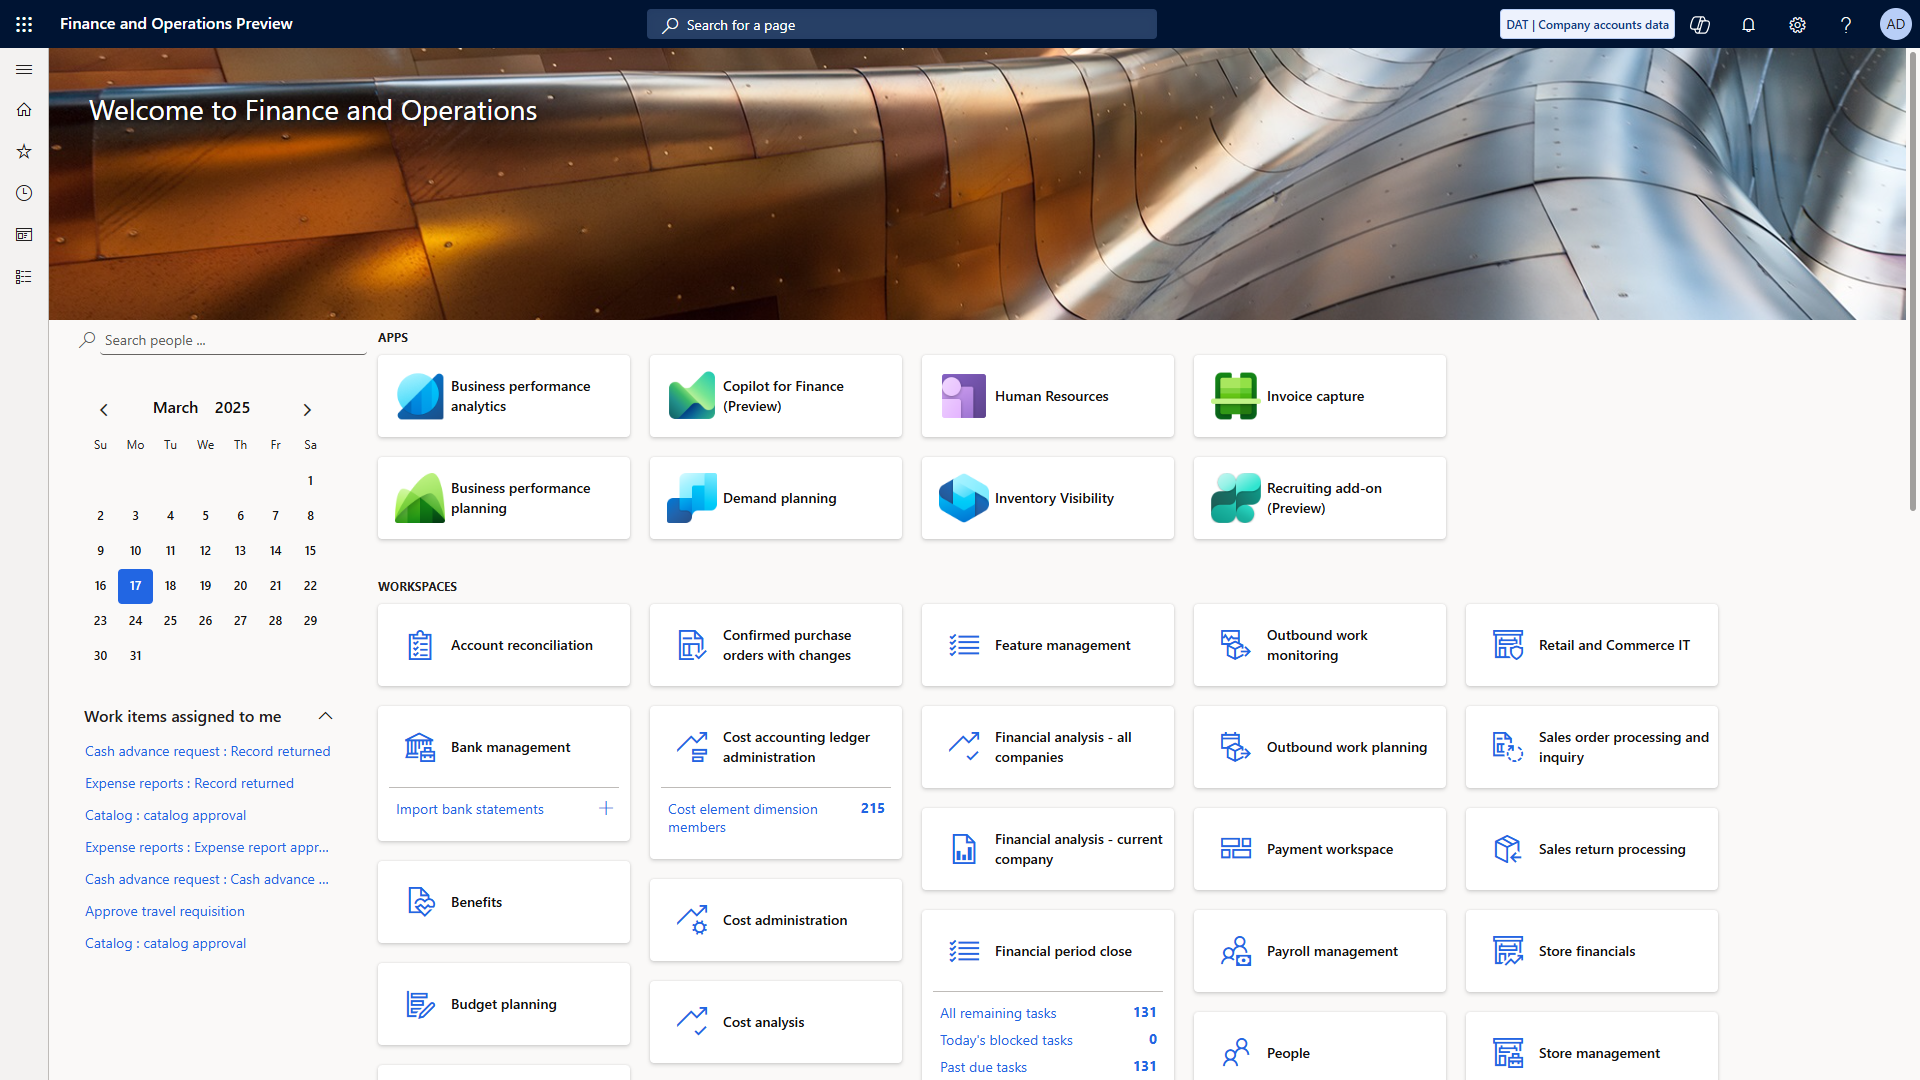 Finance and Operations Preview
Search for a page
DAT | Company accounts data
AD
Welcome to Finance and Operations
Search people ...
March 2025
Su Mo Tu We Th Fr Sa
1
2 3 4 5 6 7 8
9 10 11 12 13 14 15
16 17 18 19 20 21 22
23 24 25 26 27 28 29
30 31
Work items assigned to me
Cash advance request : Record returned
Expense reports : Record returned
Catalog : catalog approval
Expense reports : Expense report appr...
Cash advance request : Cash advance ...
Approve travel requisition
Catalog : catalog approval
APPS
Business performance
analytics
Copilot for Finance
(Preview)
Human Resources
Invoice capture
Business performance
planning
Demand planning
Inventory Visibility
Recruiting add-on
(Preview)
WORKSPACES
Account reconciliation
Bank management
Import bank statements
Benefits
Budget planning
Confirmed purchase
orders with changes
Cost accounting ledger
administration
Cost element dimension 215
members
Cost administration
Cost analysis
Feature management
Financial analysis - all
companies
Financial analysis - current
company
Financial period close
All remaining tasks 131
Today's blocked tasks 0
Past due tasks 131
Outbound work
monitoring
Outbound work planning
Payment workspace
Payroll management
People
Retail and Commerce IT
Sales order processing and
inquiry
Sales return processing
Store financials
Store management